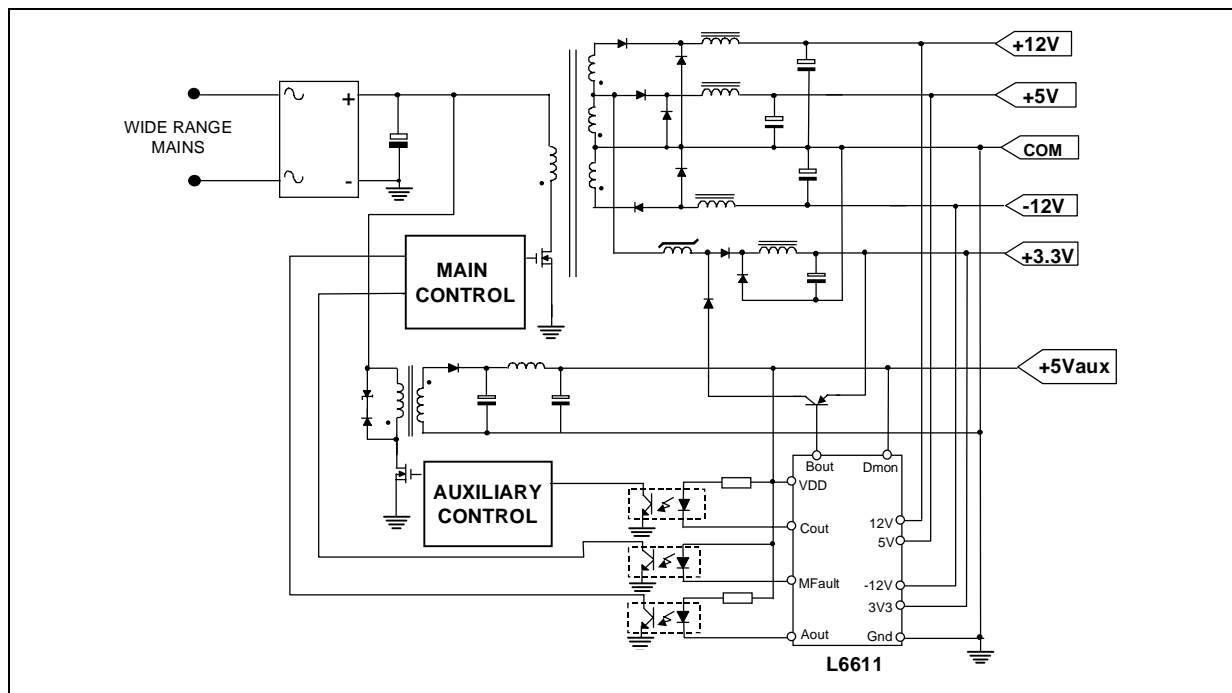 +12V
+5V
WIDE RANGE
MAINS
+
-
COM
-12V
+3.3V
MAIN
CONTROL
+5Vaux
Bout
Dmon
VDD
AUXILIARY
CONTROL
12V
Cout
5V
MFault
-12V
3V3
Aout
Gnd
L6611